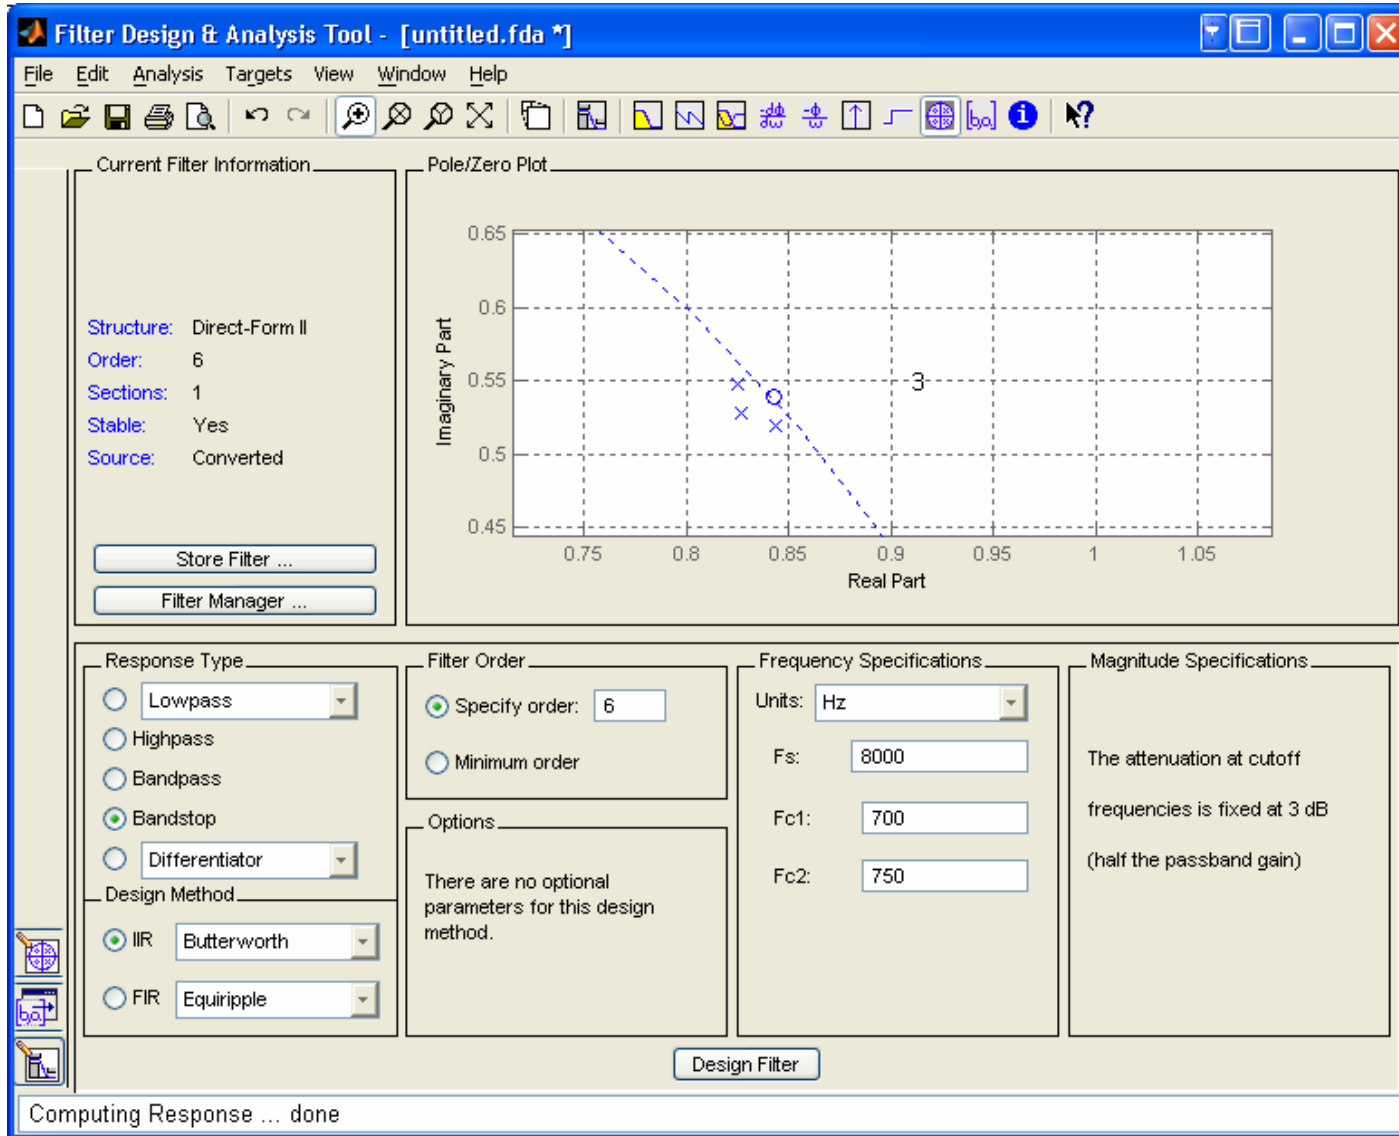 Filter Design & Analysis Tool - [untitled.fda *]
File Edit Analysis Targets View Window Help
Current Filter Information
Structure: Direct-Form II
Order: 6
Sections: 1
Stable: Yes
Source: Converted
Store Filter ...
Filter Manager ...
Pole/Zero Plot
0.65
0.6
0.55
0.5
0.45
Imaginary Part
3
0.75 0.8 0.85 0.9 0.95 1 1.05
Real Part
Response Type
Lowpass
Highpass
Bandpass
Bandstop
Differentiator
Design Method
IIR Butterworth
FIR Equiripple
Filter Order
Specify order: 6
Minimum order
Options
There are no optional
parameters for this design
method.
Frequency Specifications
Units: Hz
Fs: 8000
Fc1: 700
Fc2: 750
Magnitude Specifications
The attenuation at cutoff
frequencies is fixed at 3 dB
(half the passband gain)
Design Filter
Computing Response ... done